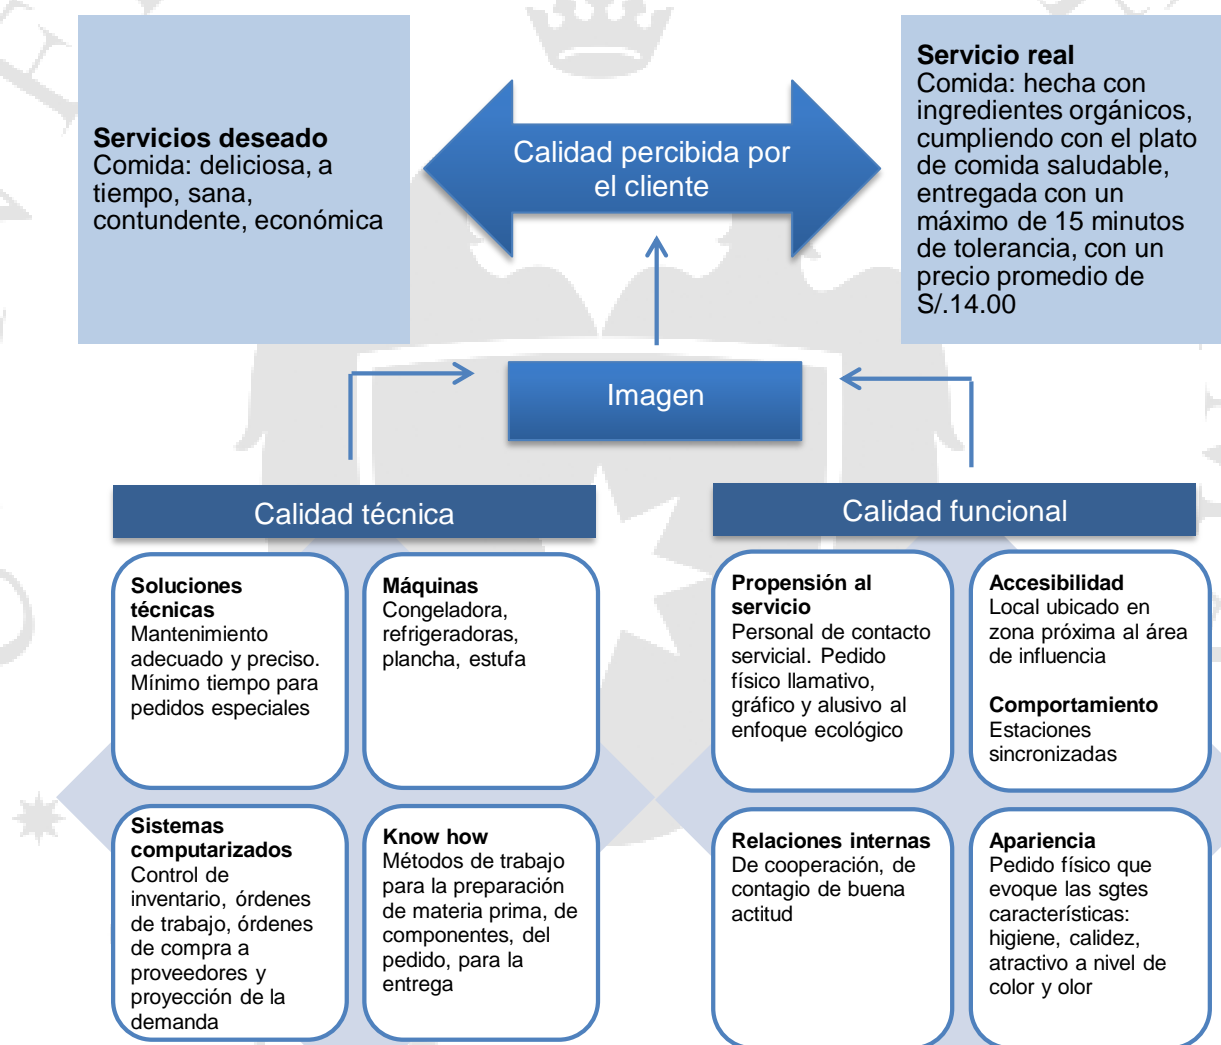 Servicios deseado
Comida: deliciosa, a
tiempo, sana,
contundente, económica
Calidad percibida por
el cliente
Servicio real
Comida: hecha con
ingredientes orgánicos,
cumpliendo con el plato
de comida saludable,
entregada con un
máximo de 15 minutos
de tolerancia, con un
precio promedio de
S/.14.00
Imagen
Calidad técnica
Soluciones
técnicas
Mantenimiento
adecuado y preciso.
Mínimo tiempo para
pedidos especiales
Máquinas
Congeladora,
refrigeradoras,
plancha, estufa
Sistemas
computarizados
Control de
inventario, órdenes
de trabajo, órdenes
de compra a
proveedores y
proyección de la
demanda
Know how
Métodos de trabajo
para la preparación
de materia prima, de
componentes, del
pedido, para la
entrega
Calidad funcional
Propensión al
servicio
Personal de contacto
servicial. Pedido
físico llamativo,
gráfico y alusivo al
enfoque ecológico
Accesibilidad
Local ubicado en
zona próxima al área
de influencia
Comportamiento
Estaciones
sincronizadas
Relaciones internas
De cooperación, de
contagio de buena
actitud
Apariencia
Pedido físico que
evoque las sgtes
características:
higiene, calidez,
atractivo a nivel de
color y olor